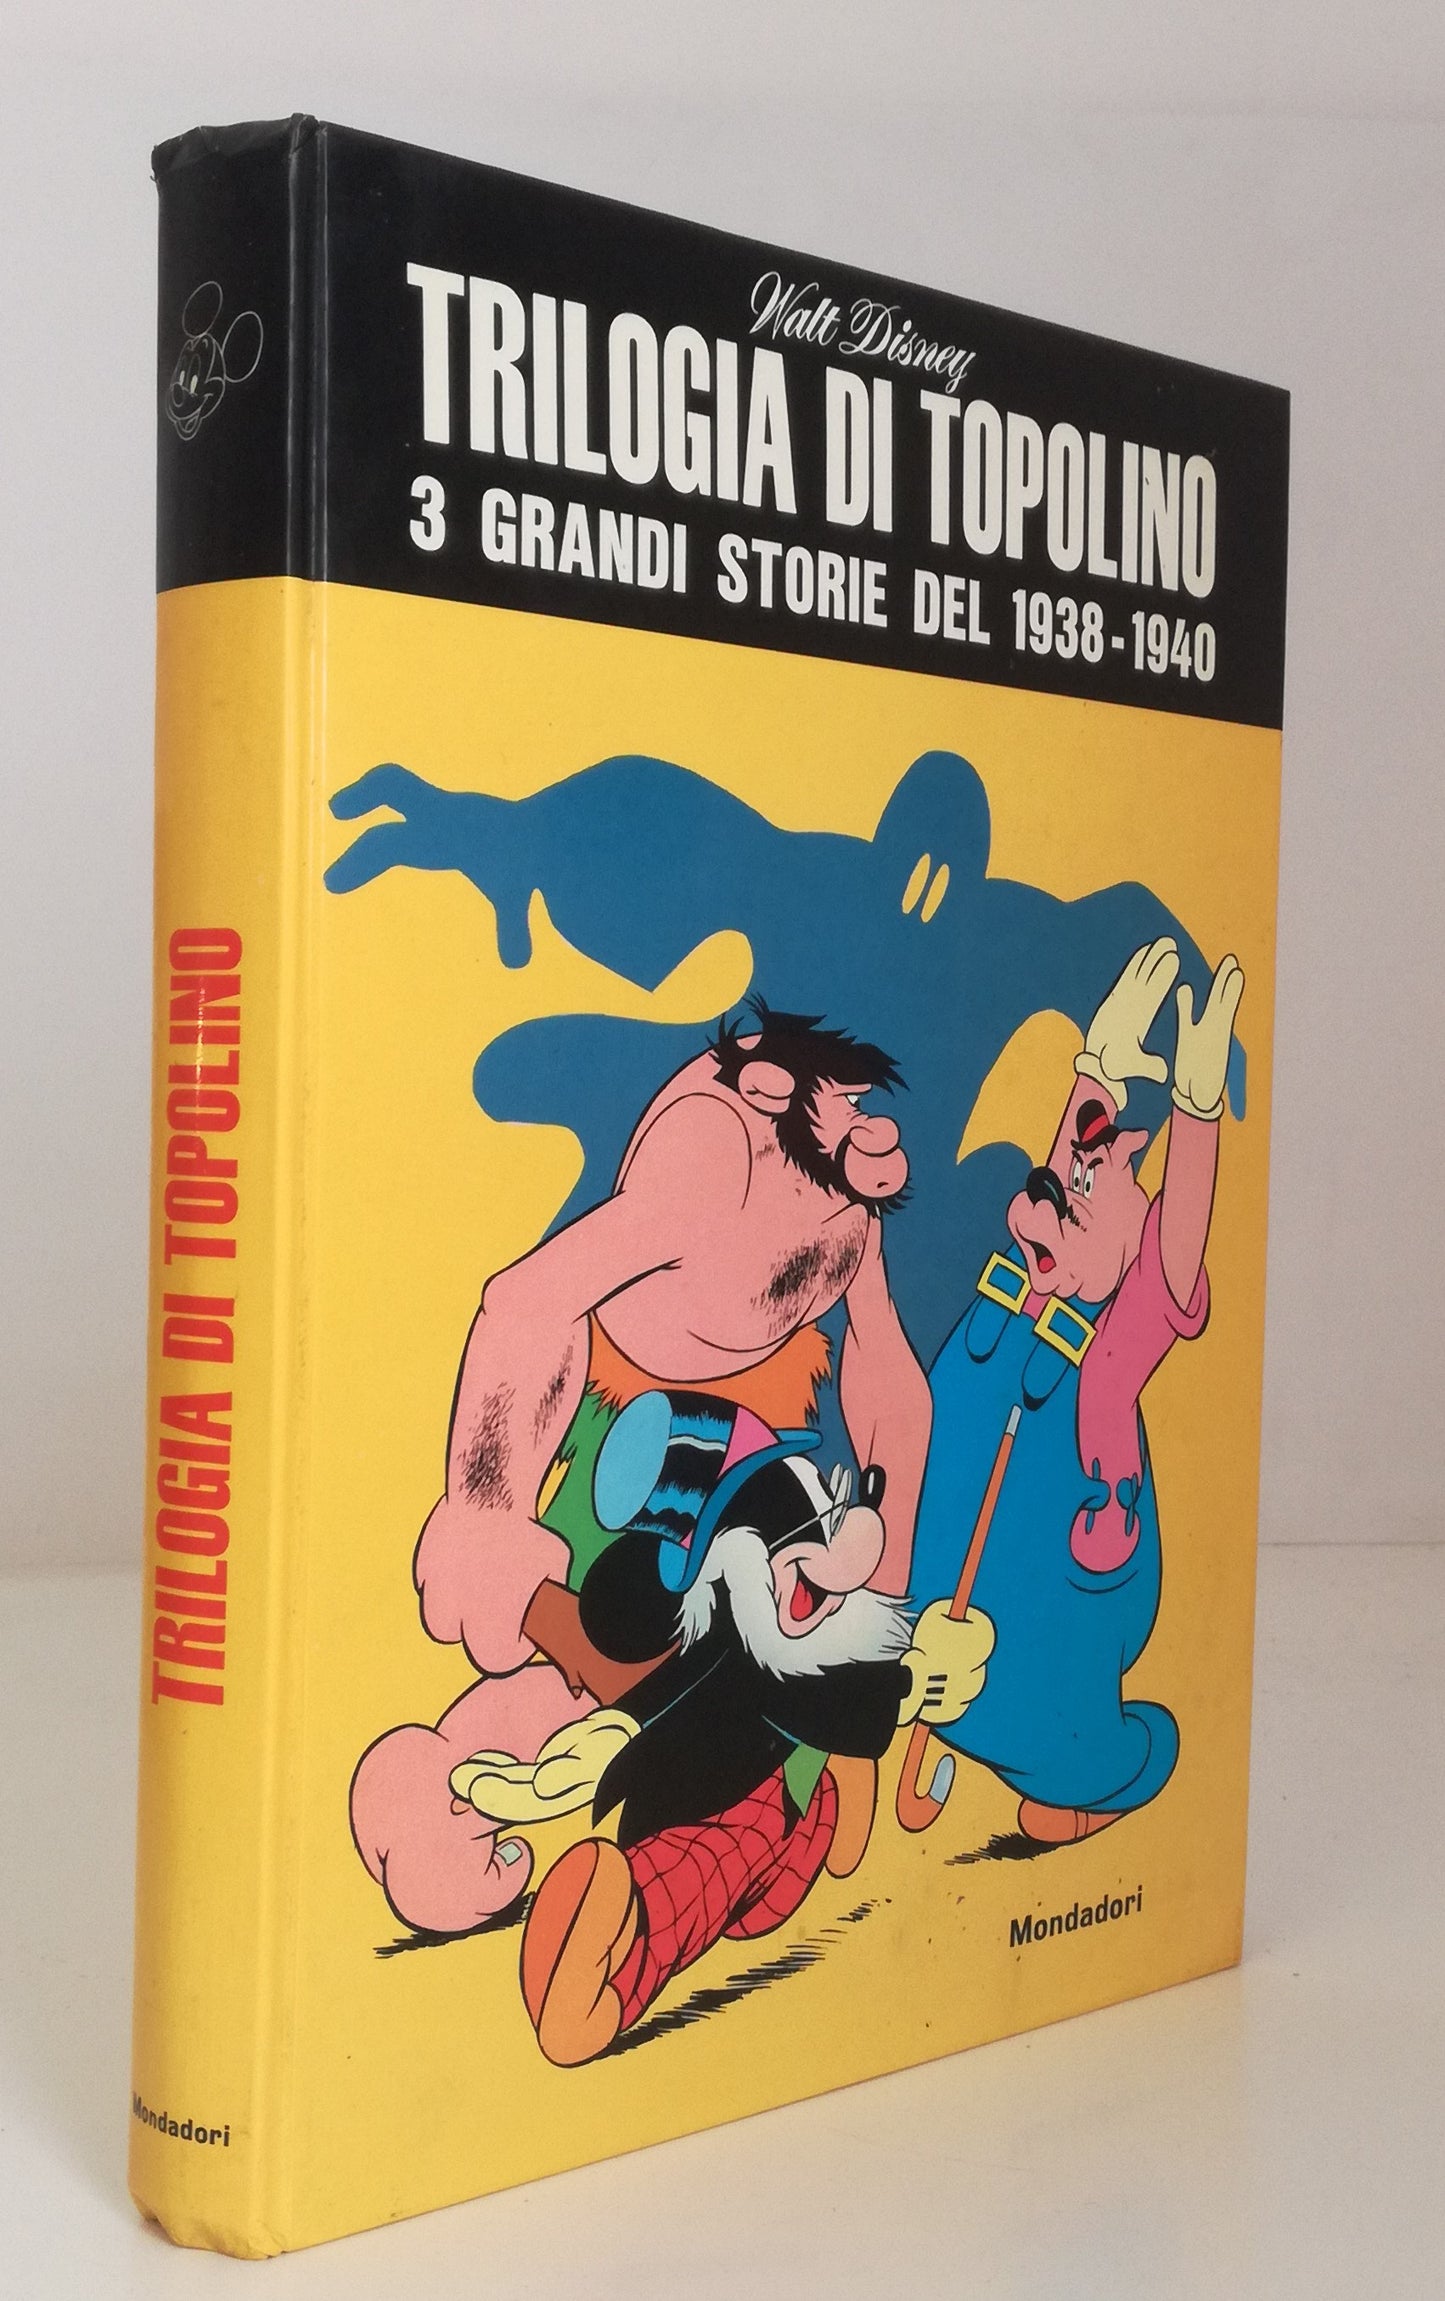 Walt Disney
TRILOGIA DI TOPOLINO
3 GRANDI STORIE DEL 1938-1940
Mondadori
TRILOGIA DI TOPOLINO
Mondadori